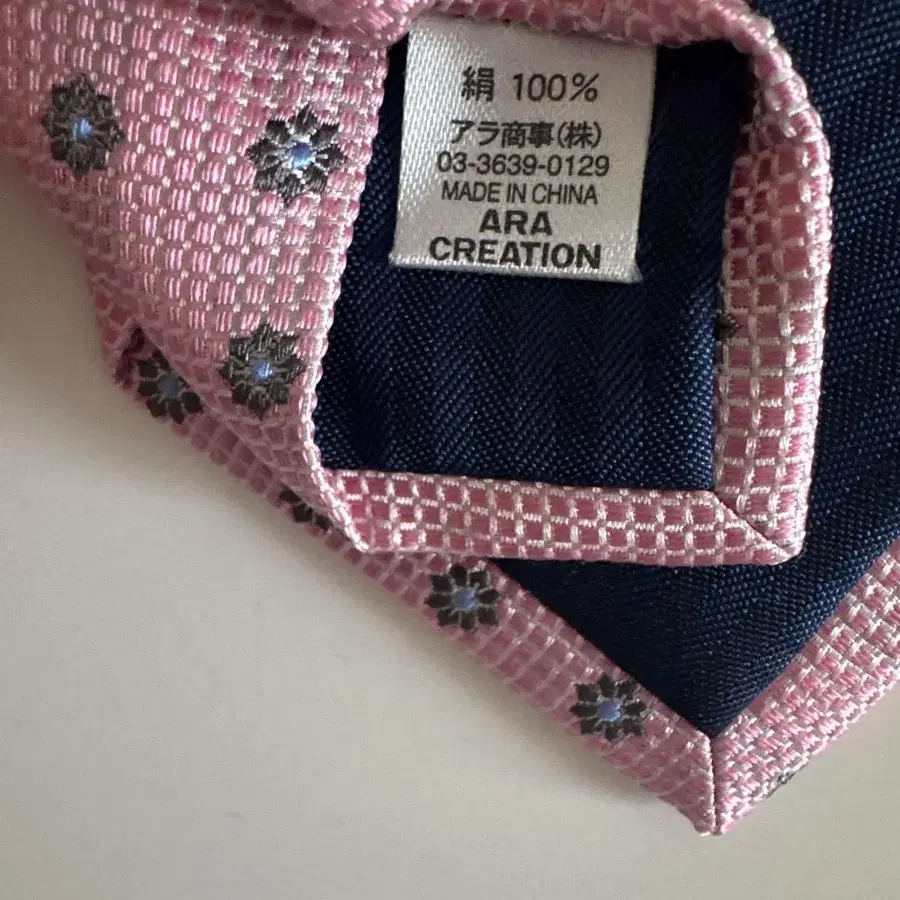 絹 100%
アラ商事(株)
03-3639-0129
MADE IN CHINA
ARA
CREATION